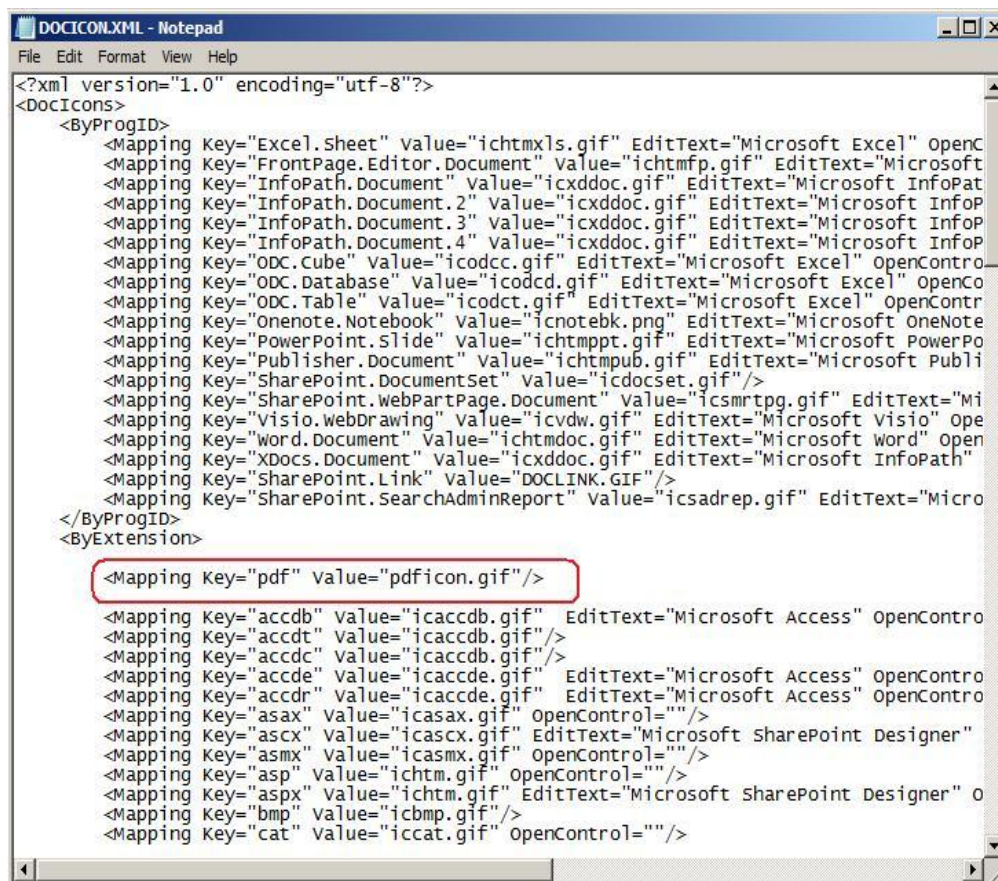 DOCICON.XML - Notepad
File Edit Format View Help
<?xml version="1.0" encoding="utf-8"?>
<DocIcons>
<ByProgID>
<Mapping Key="Excel.Sheet" Value="ichtmxls.gif" EditText="Microsoft Excel" OpenC
<Mapping Key="FrontPage.Editor.Document" Value="ichtmfp.gif" EditText="Microsoft
<Mapping Key="InfoPath.Document" Value="icxddoc.gif" EditText="Microsoft InfoPat
<Mapping Key="InfoPath.Document.2" Value="icxddoc.gif" EditText="Microsoft InfoP
<Mapping Key="InfoPath.Document.3" Value="icxddoc.gif" EditText="Microsoft InfoP
<Mapping Key="InfoPath.Document.4" Value="icxddoc.gif" EditText="Microsoft InfoP
<Mapping Key="ODC.Cube" Value="icodcc.gif" EditText="Microsoft Excel" OpenContro
<Mapping Key="ODC.Database" Value="icodcd.gif" EditText="Microsoft Excel" OpenCo
<Mapping Key="ODC.Table" Value="icodct.gif" EditText="Microsoft Excel" OpenContr
<Mapping Key="Onenote.Notebook" Value="icnotebk.png" EditText="Microsoft OneNote
<Mapping Key="PowerPoint.Slide" Value="ichtmppt.gif" EditText="Microsoft PowerPo
<Mapping Key="Publisher.Document" Value="ichtmpub.gif" EditText="Microsoft Publi
<Mapping Key="SharePoint.DocumentSet" Value="icdocset.gif"/>
<Mapping Key="SharePoint.WebPartPage.Document" Value="icsmrtpg.gif" EditText="Mi
<Mapping Key="Visio.WebDrawing" Value="icvdw.gif" EditText="Microsoft Visio" Ope
<Mapping Key="Word.Document" Value="ichtmdoc.gif" EditText="Microsoft Word" Open
<Mapping Key="XDocs.Document" Value="icxddoc.gif" EditText="Microsoft InfoPath"
<Mapping Key="SharePoint.Link" Value="DOCLINK.GIF"/>
<Mapping Key="SharePoint.SearchAdminReport" Value="icsadrep.gif" EditText="Micro
</ByProgID>
<ByExtension>
<Mapping Key="pdf" Value="pdficon.gif"/>
<Mapping Key="accdb" Value="icaccdb.gif" EditText="Microsoft Access" OpenContro
<Mapping Key="accdt" Value="icaccdb.gif"/>
<Mapping Key="accdc" Value="icaccdb.gif"/>
<Mapping Key="accde" Value="icaccde.gif" EditText="Microsoft Access" OpenContro
<Mapping Key="accdr" Value="icaccde.gif" EditText="Microsoft Access" OpenContro
<Mapping Key="asax" Value="icasax.gif" OpenControl=""/>
<Mapping Key="ascx" Value="icascx.gif" EditText="Microsoft SharePoint Designer"
<Mapping Key="asmx" Value="icasmx.gif" OpenControl=""/>
<Mapping Key="asp" Value="ichtm.gif" OpenControl=""/>
<Mapping Key="aspx" Value="ichtm.gif" EditText="Microsoft SharePoint Designer" O
<Mapping Key="bmp" Value="icbmp.gif"/>
<Mapping Key="cat" Value="iccat.gif" OpenControl=""/>